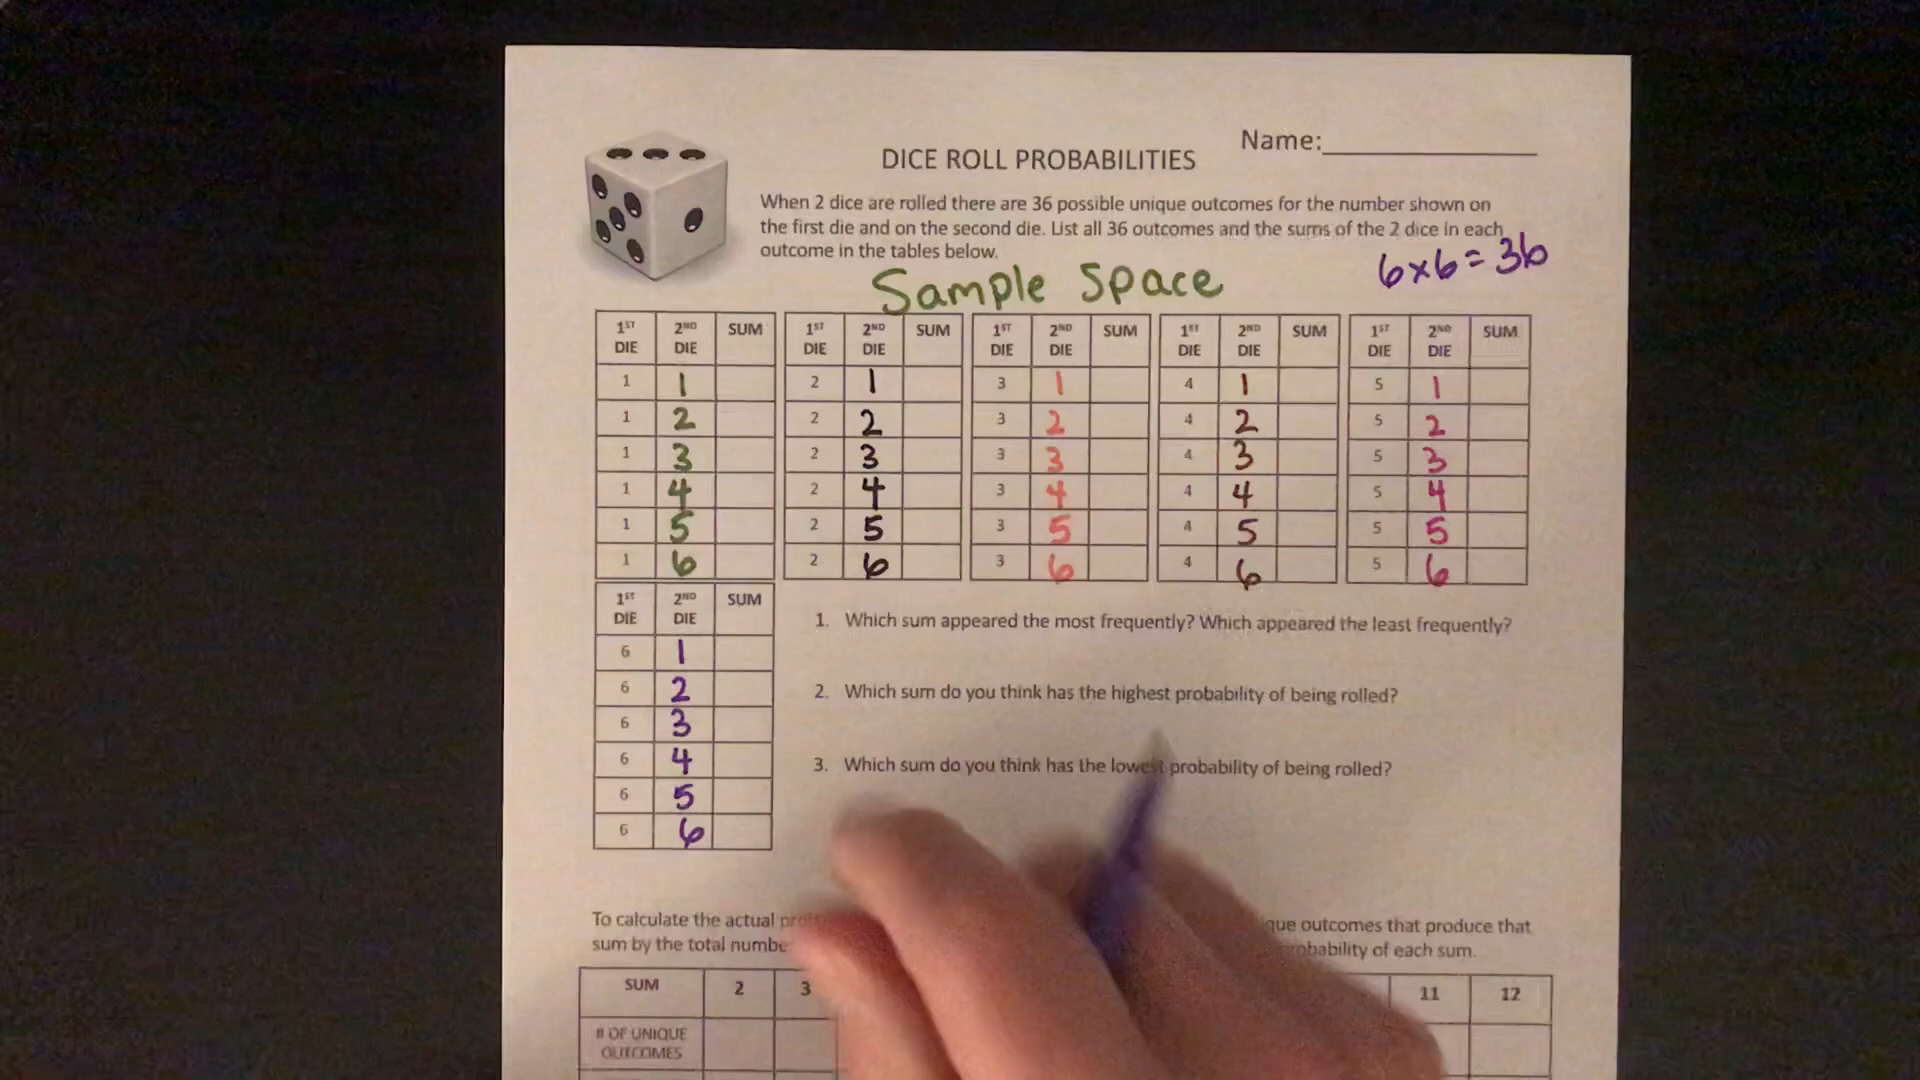 Name:
DICE ROLL PROBABILITIES
When 2 dice are rolled there are 36 possible unique outcomes for the number shown on
the first die and on the second die. List all 36 outcomes and the sums of the 2 dice in each
outcome in the tables below.
6x6=36
Sample Space
1ST DIE 2ND DIE SUM 1ST DIE 2ND DIE SUM 1ST DIE 2ND DIE SUM 1ST DIE 2ND DIE SUM 1ST DIE 2ND DIE SUM
1 1 2 1 3 1 4 1 5 1
1 2 2 2 3 2 4 2 5 2
1 3 2 3 3 3 4 3 5 3
1 4 2 4 3 4 4 4 5 4
1 5 2 5 3 5 4 5 5 5
1 6 2 6 3 6 4 6 5 6
1ST DIE 2ND DIE SUM
6 1
6 2
6 3
6 4
6 5
6 6
1. Which sum appeared the most frequently? Which appeared the least frequently?
2. Which sum do you think has the highest probability of being rolled?
3. Which sum do you think has the lowest probability of being rolled?
To calculate the actual outcomes that produce that
sum by the total probability of each sum.
SUM 2 3 11 12
# OF UNIQUE
OUTCOMES